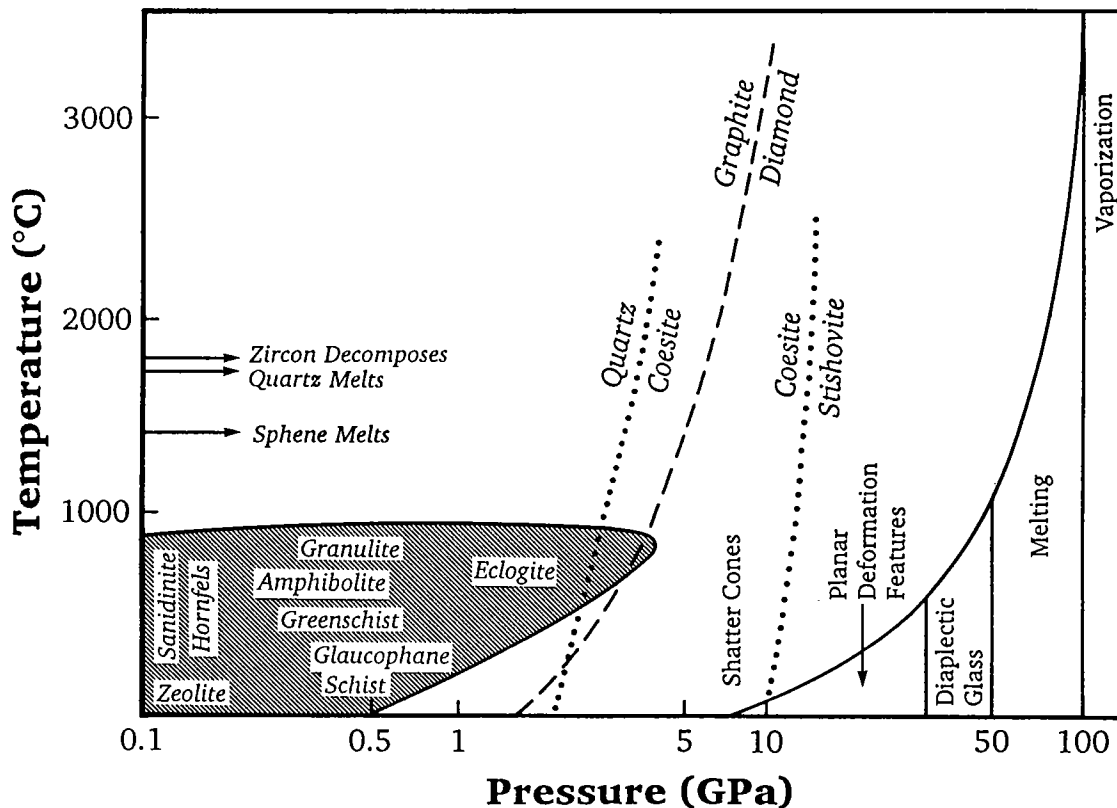 Temperature (°C)
3000
2000
1000
Zircon Decomposes
Quartz Melts
Sphene Melts
Graphite
Diamond
Quartz
Coesite
Coesite
Stishovite
Vaporization
Melting
Sanidinite
Hornfels
Granulite
Amphibolite
Eclogite
Greenschist
Glaucophane
Schist
Zeolite
Shatter Cones
Planar
Deformation
Features
Diaplectic
Glass
0.1
0.5
1
5
10
50
100
Pressure (GPa)